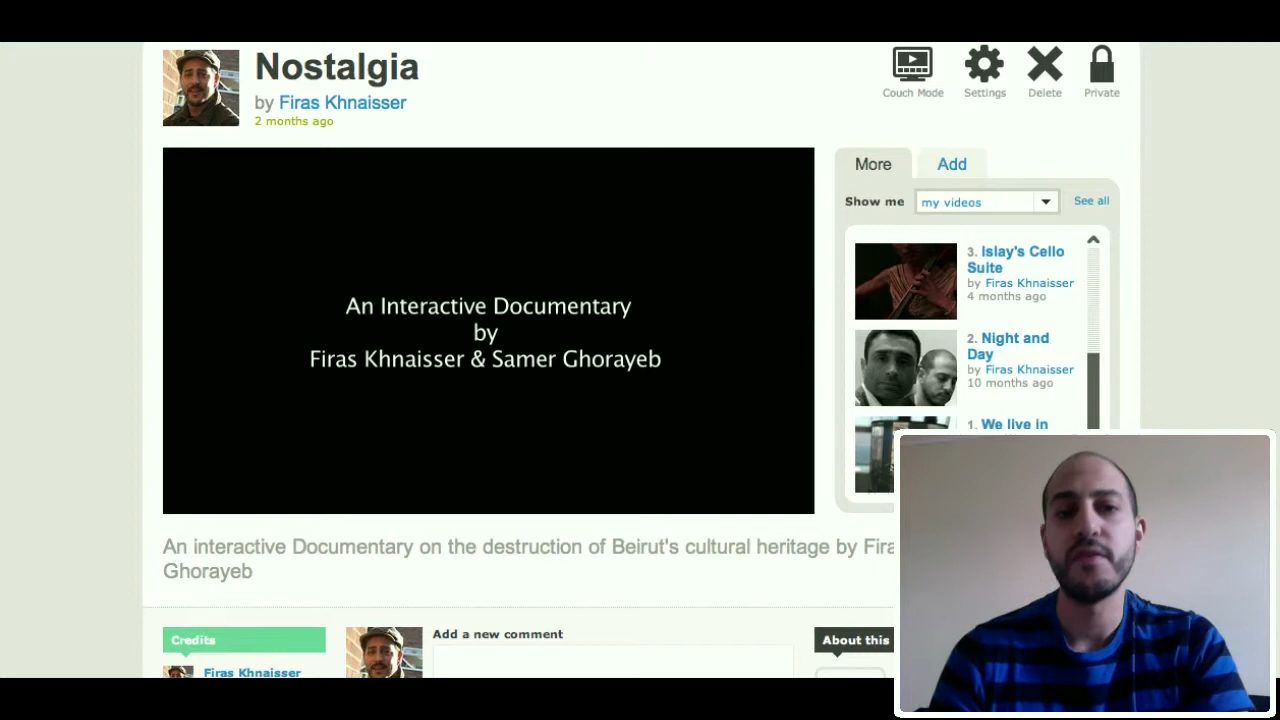 Nostalgia
by Firas Khnaisser
2 months ago
Couch Mode
Settings
Delete
Private
An Interactive Documentary
by
Firas Khnaisser & Samer Ghorayeb
More
Add
Show me
my videos
See all
3. Islay's Cello
Suite
by Firas Khnaisser
4 months ago
2. Night and
Day
by Firas Khnaisser
10 months ago
1. We live in
An interactive Documentary on the destruction of Beirut's cultural heritage by Fira
Ghorayeb
Credits
Firas Khnaisser
Add a new comment
About this